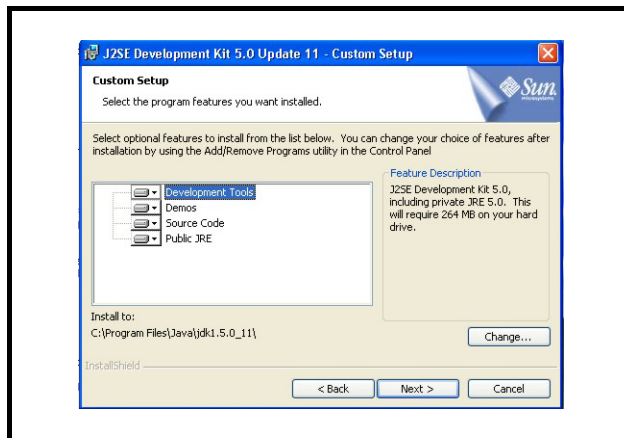 J2SE Development Kit 5.0 Update 11 - Custom Setup
Custom Setup
Select the program features you want installed.
Sun
microsystems
Select optional features to install from the list below. You can change your choice of features after
installation by using the Add/Remove Programs utility in the Control Panel
Development Tools
Demos
Source Code
Public JRE
Feature Description
J2SE Development Kit 5.0,
including private JRE 5.0. This
will require 264 MB on your hard
drive.
Install to:
C:\Program Files\Java\jdk1.5.0_11\
Change...
InstallShield
< Back
Next >
Cancel